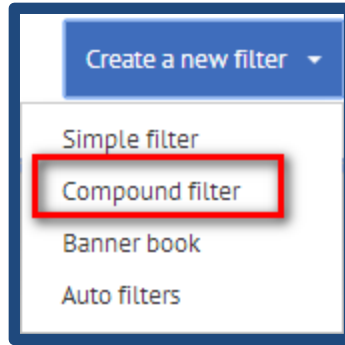 Create a new filter
Simple filter
Compound filter
Banner book
Auto filters